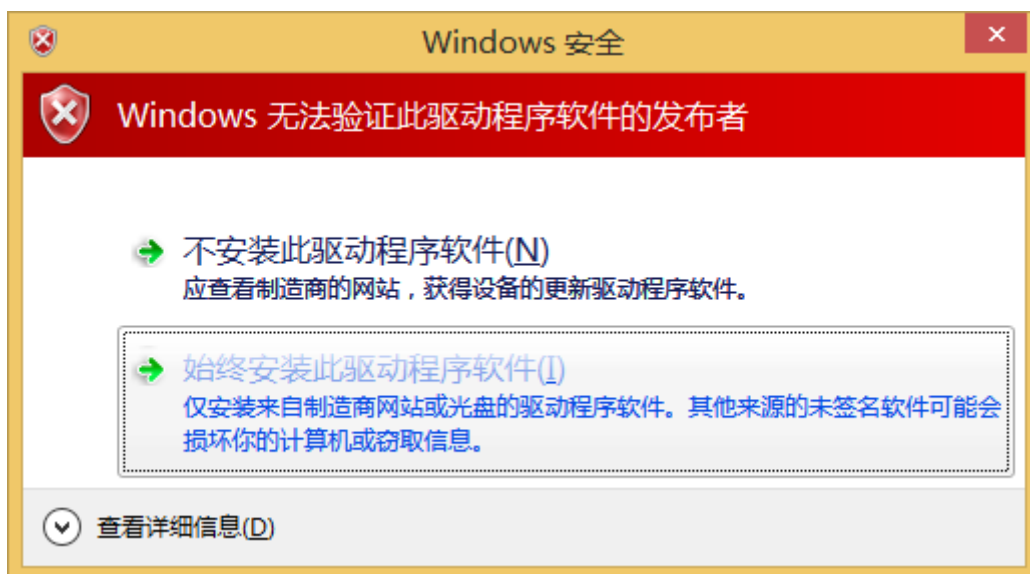 Windows 安全
Windows 无法验证此驱动程序软件的发布者
不安装此驱动程序软件(N)
应查看制造商的网站，获得设备的更新驱动程序软件。
始终安装此驱动程序软件(I)
仅安装来自制造商网站或光盘的驱动程序软件。其他来源的未签名软件可能会
损坏你的计算机或窃取信息。
查看详细信息(D)